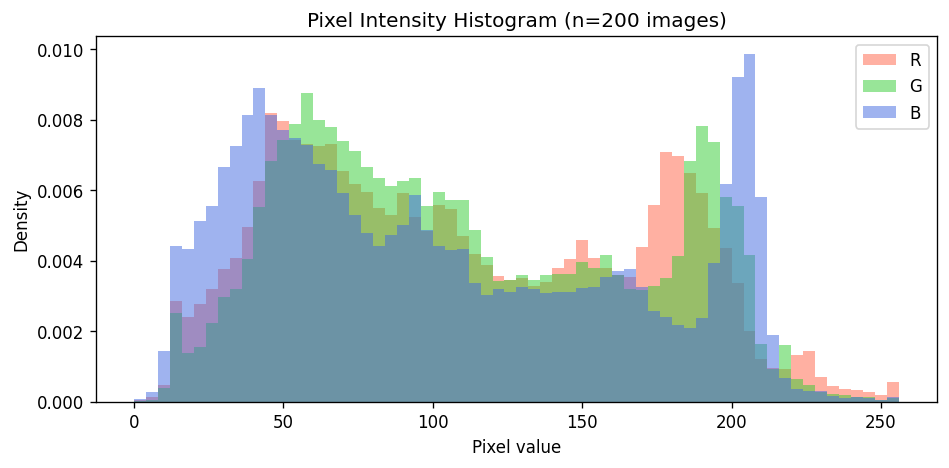 Pixel Intensity Histogram (n=200 images)
R
G
B
Density
0.010
0.008
0.006
0.004
0.002
0.000
0
50
100
150
200
250
Pixel value